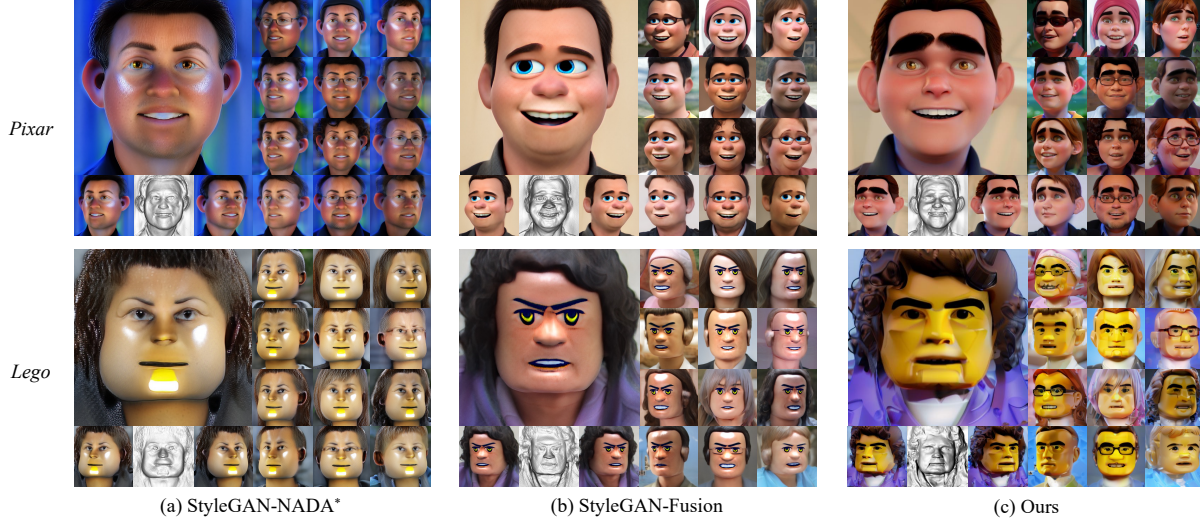 Pixar
Lego
(a) StyleGAN-NADA*
(b) StyleGAN-Fusion
(c) Ours